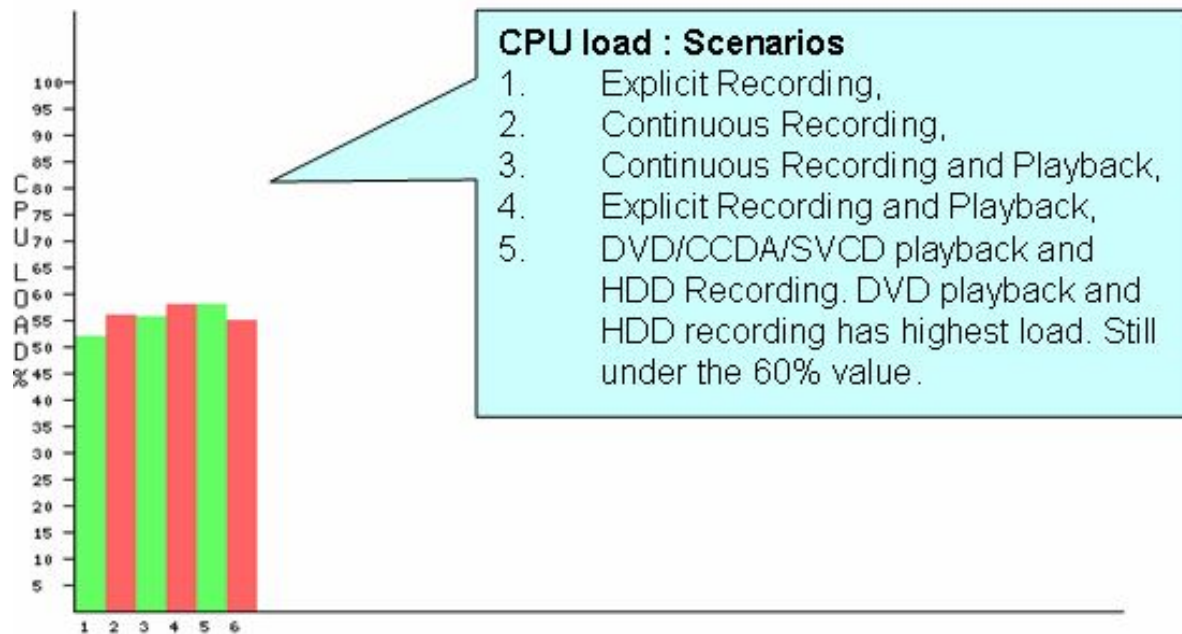 CPU load : Scenarios
1. Explicit Recording,
2. Continuous Recording,
3. Continuous Recording and Playback,
4. Explicit Recording and Playback,
5. DVD/CCDA/SVCD playback and
HDD Recording. DVD playback and
HDD recording has highest load. Still
under the 60% value.
CPU LOAD%
100
95
90
85
80
75
70
65
60
55
50
45
40
35
30
25
20
15
10
5
1 2 3 4 5 6